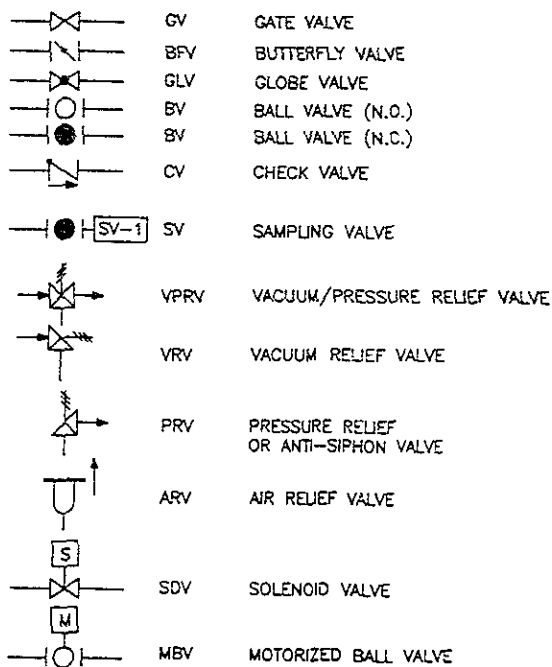 GV GATE VALVE
BFV BUTTERFLY VALVE
GLV GLOBE VALVE
BV BALL VALVE (N.O.)
BV BALL VALVE (N.C.)
CV CHECK VALVE
SV-1 SV SAMPLING VALVE
VPRV VACUUM/PRESSURE RELIEF VALVE
VRV VACUUM RELIEF VALVE
PRV PRESSURE RELIEF
OR ANTI-SIPHON VALVE
ARV AIR RELIEF VALVE
S
SDV SOLENOID VALVE
M
MBV MOTORIZED BALL VALVE